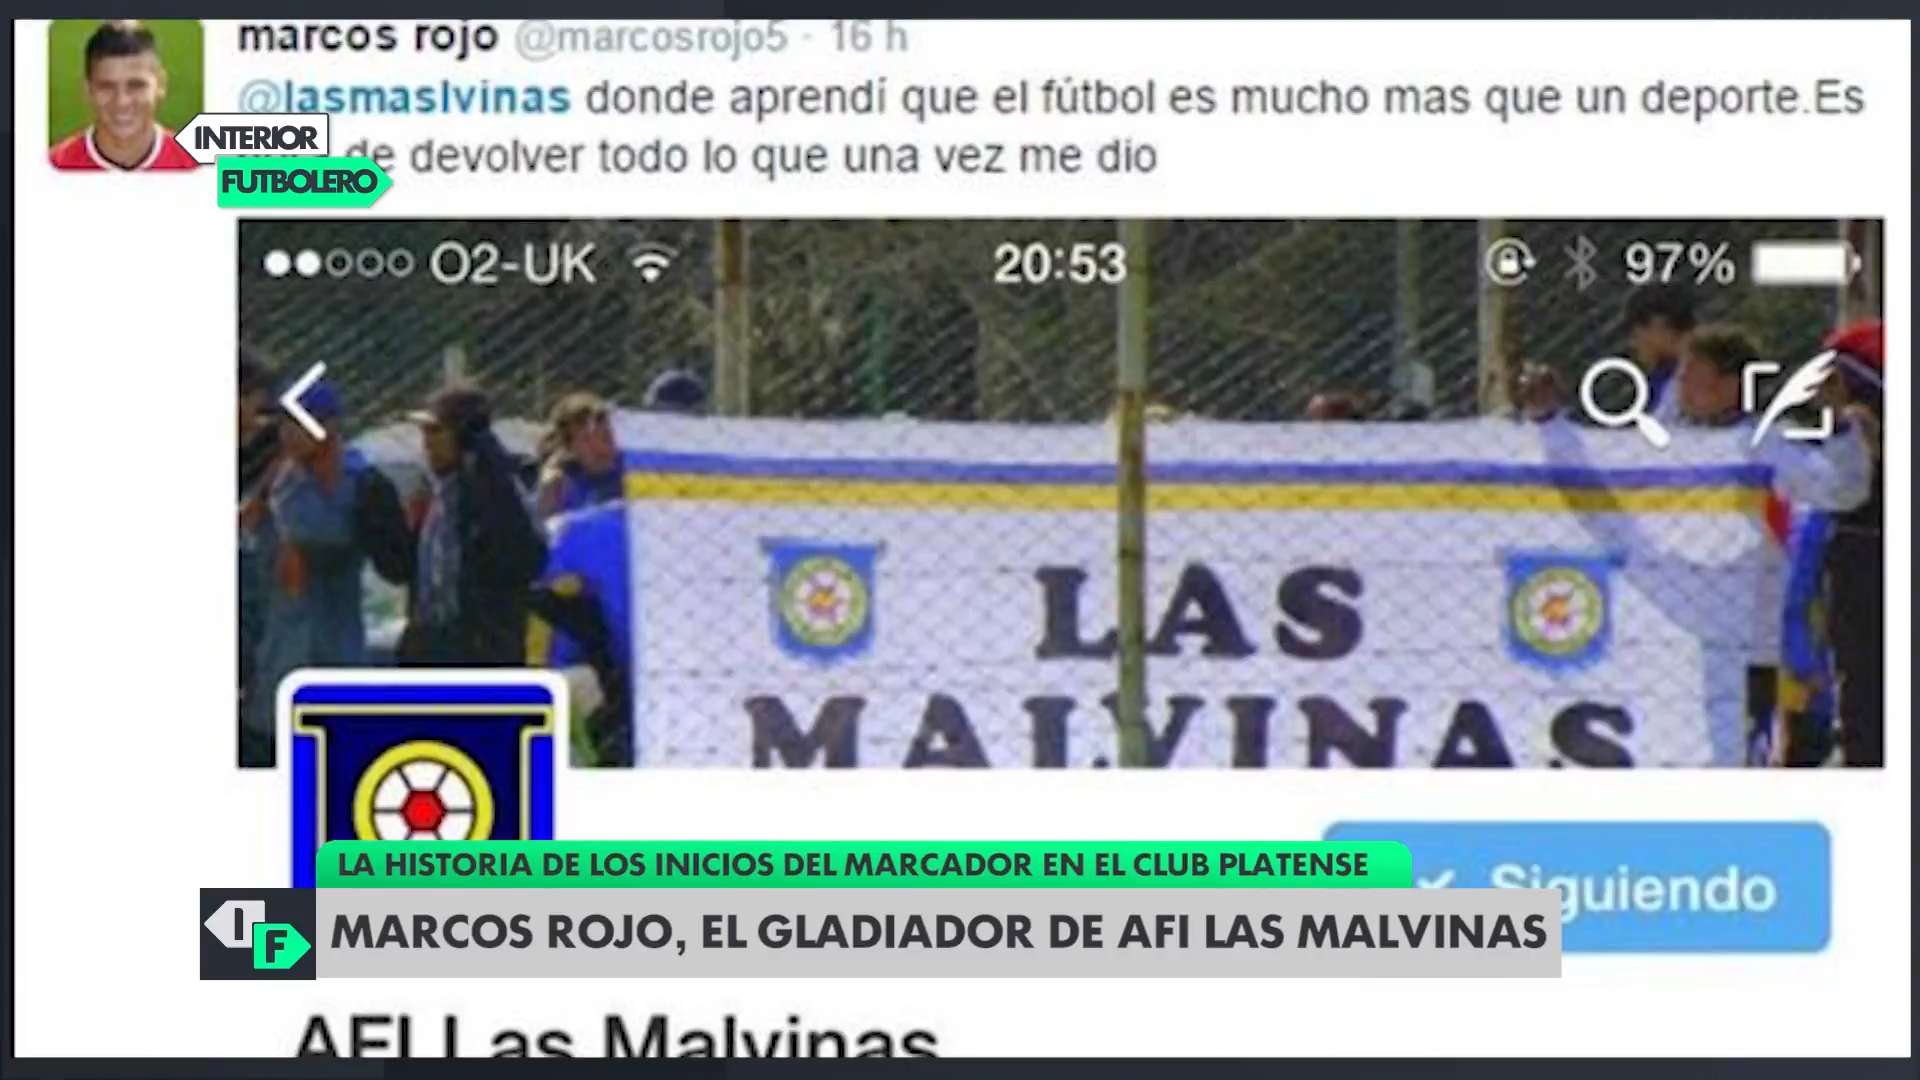 marcos rojo @marcosrojo5 · 16 h
@lasmaslvinas donde aprendí que el fútbol es mucho mas que un deporte.Es
de devolver todo lo que una vez me dio
INTERIOR
FUTBOLERO
O2-UK 20:53 97%
LAS
MALVINAS
Siguiendo
LA HISTORIA DE LOS INICIOS DEL MARCADOR EN EL CLUB PLATENSE
IF MARCOS ROJO, EL GLADIADOR DE AFI LAS MALVINAS
AFI Las Malvinas